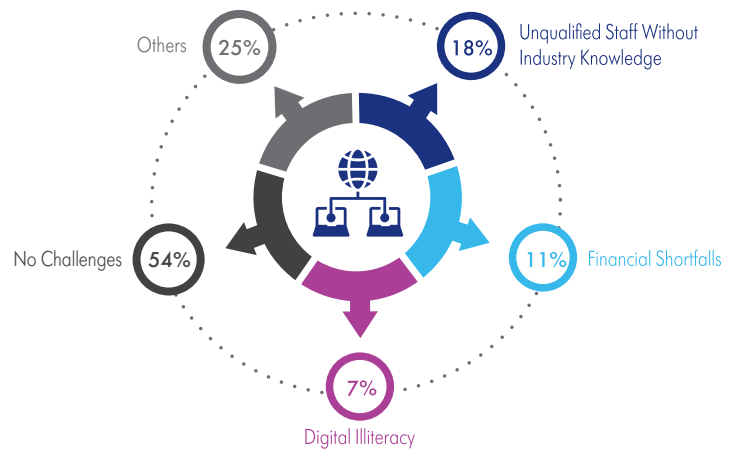 Others
25%
18%
Unqualified Staff Without
Industry Knowledge
No Challenges
54%
11%
Financial Shortfalls
7%
Digital Illiteracy